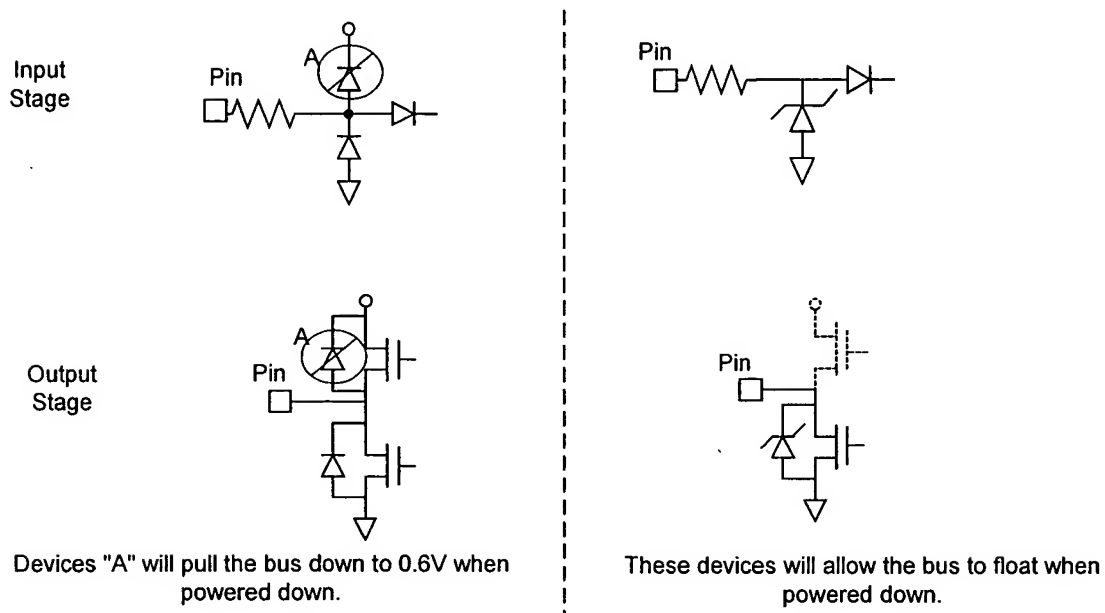 A
Pin
Input
Stage
Pin
A
Pin
Output
Stage
Pin
Devices "A" will pull the bus down to 0.6V when
powered down.
These devices will allow the bus to float when
powered down.